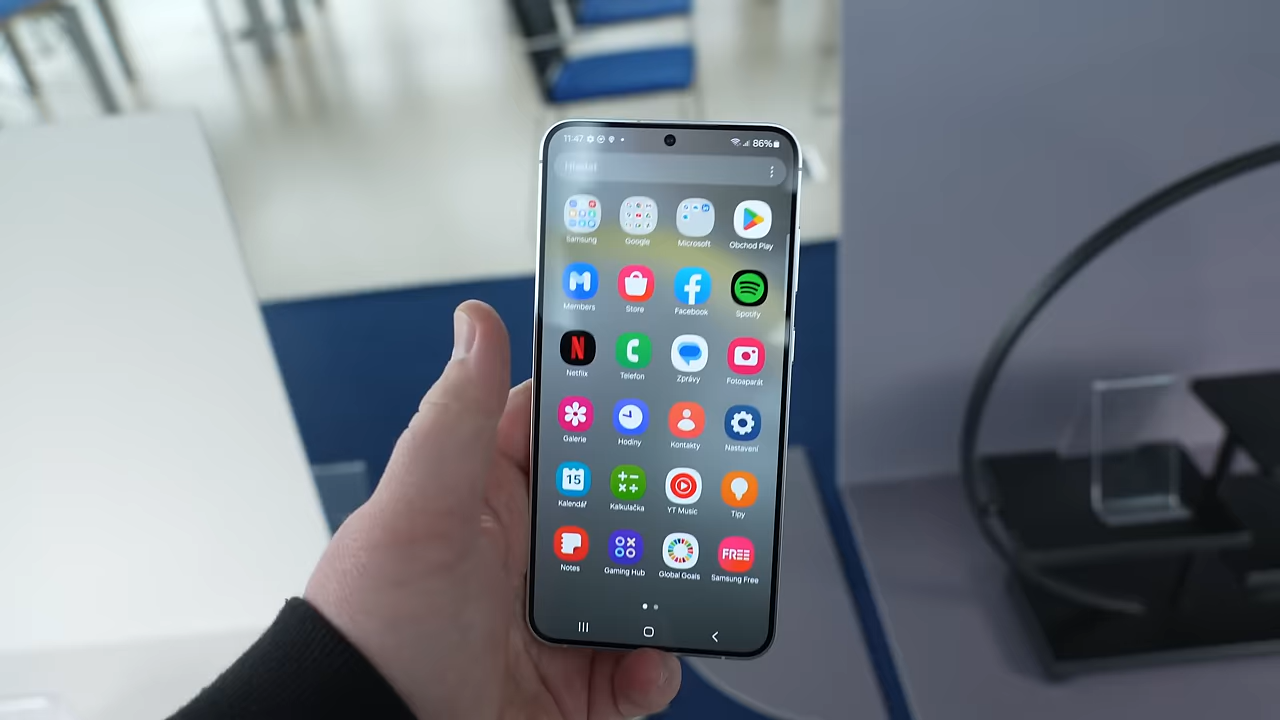 11:47 86%
Hledat
Samsung Google Microsoft Obchod Play
Members Store Facebook Spotify
N
Netflix Telefon Zprávy Fotoaparát
Galerie Hodiny Kontakty Nastavení
15
Kalendář Kalkulačka YT Music Tipy
FREE
Notes Gaming Hub Global Goals Samsung Free